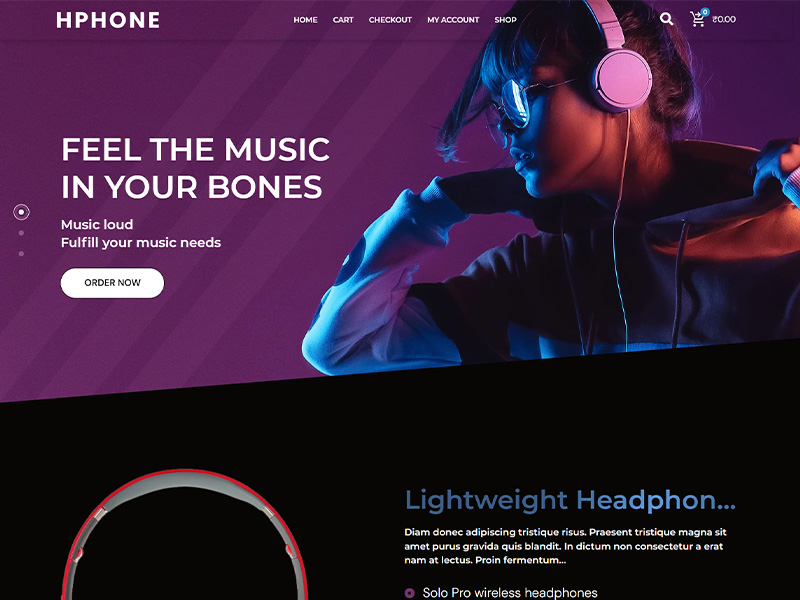 HPHONE
HOME CART CHECKOUT MY ACCOUNT SHOP
0
₹0.00
FEEL THE MUSIC
IN YOUR BONES
Music loud
Fulfill your music needs
ORDER NOW
Lightweight Headphon...
Diam donec adipiscing tristique risus. Praesent tristique magna sit
amet purus gravida quis blandit. In dictum non consectetur a erat
nam at lectus. Proin fermentum...
Solo Pro wireless headphones